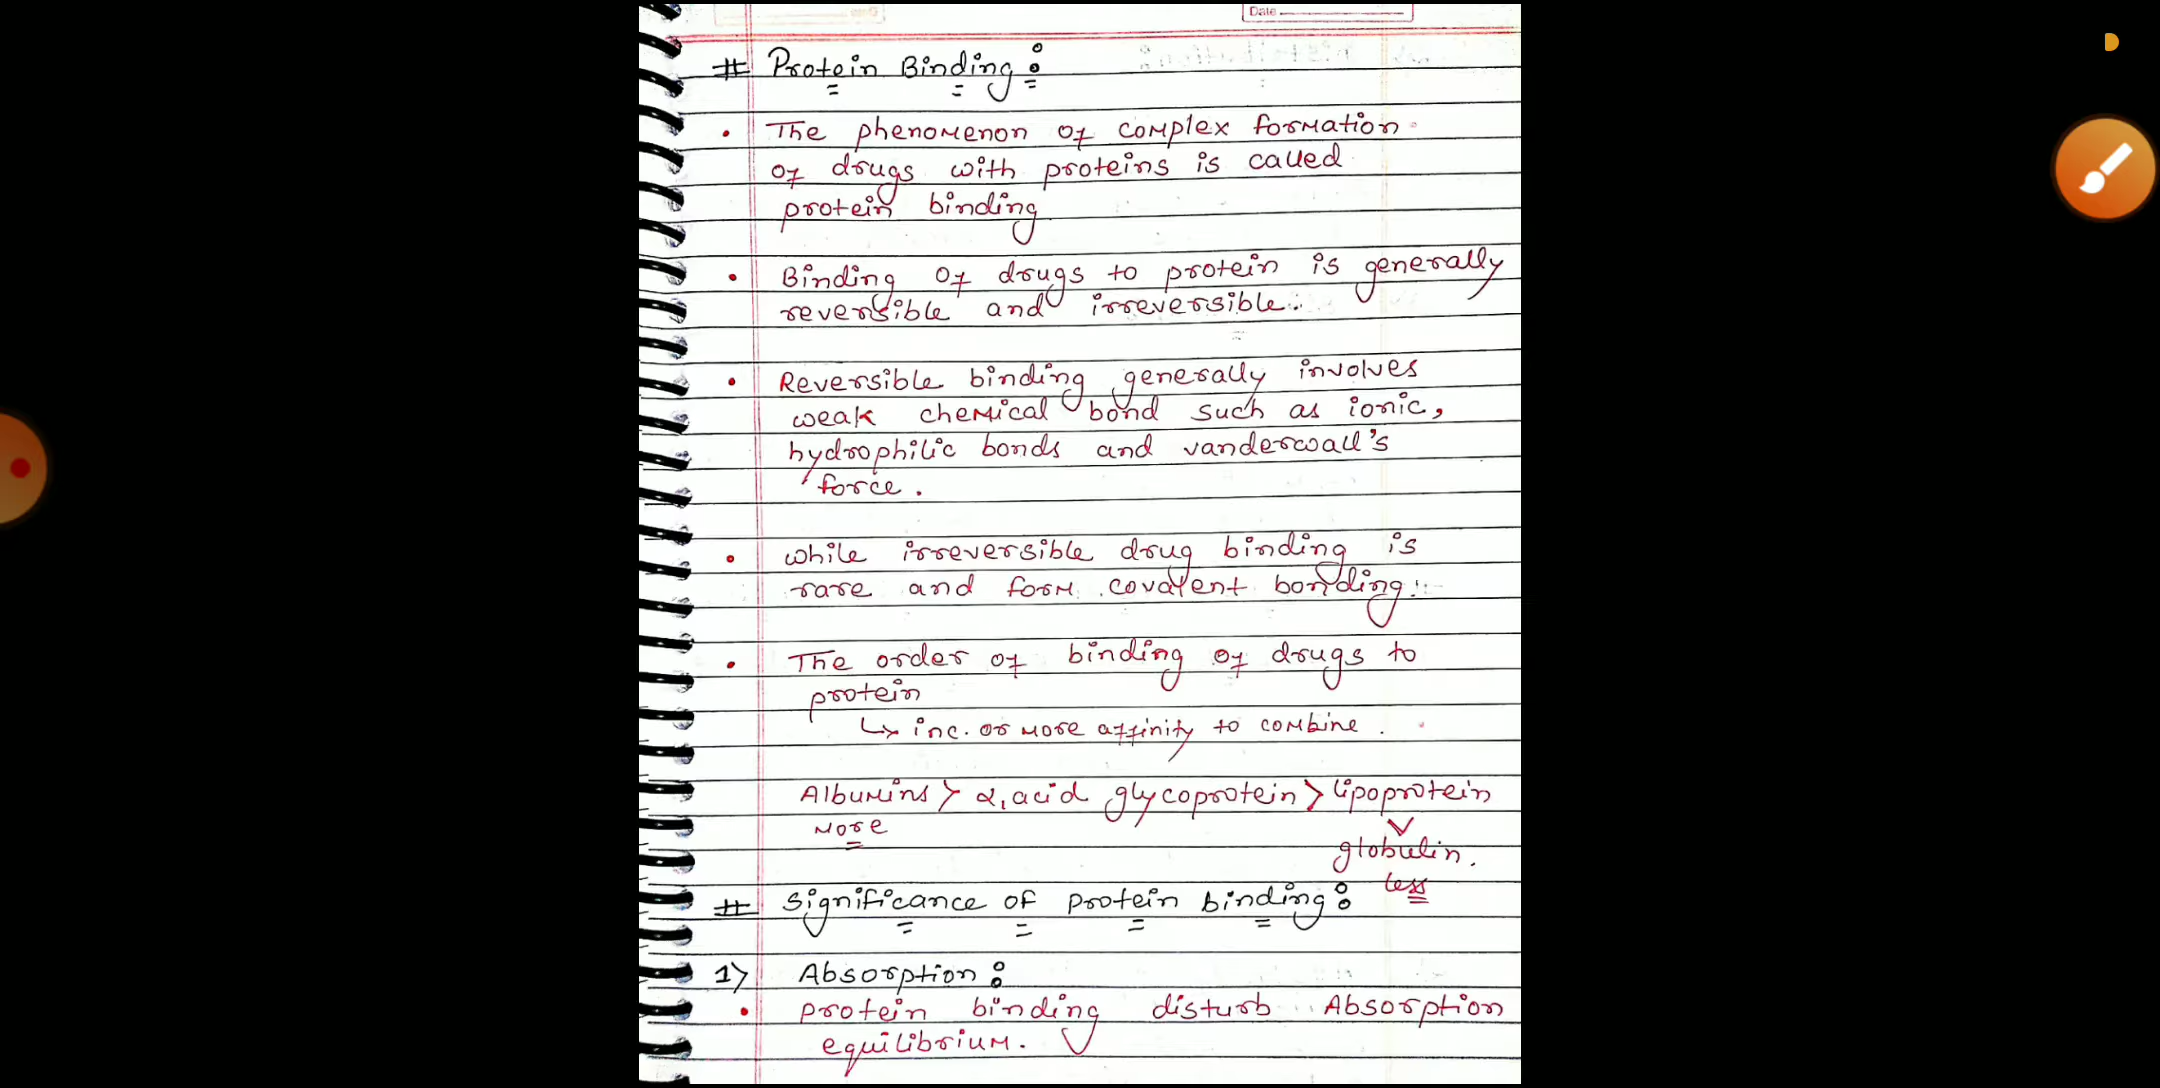 Date
# Protein Binding :
• The phenomenon of complex formation
of drugs with proteins is called
protein binding
• Binding of drugs to protein is generally
reversible and irreversible.
• Reversible binding generally involves
weak chemical bond such as ionic,
hydrophilic bonds and vanderwall's
force.
• while irreversible drug binding is
rare and form covalent bonding.
• The order of binding of drugs to
protein
↳ inc. or more affinity to combine.
Albumins > α, acid glycoprotein > lipoprotein
more
>
globulin.
less
# Significance of protein binding :
1) Absorption :
• protein binding disturb Absorption
equilibrium.